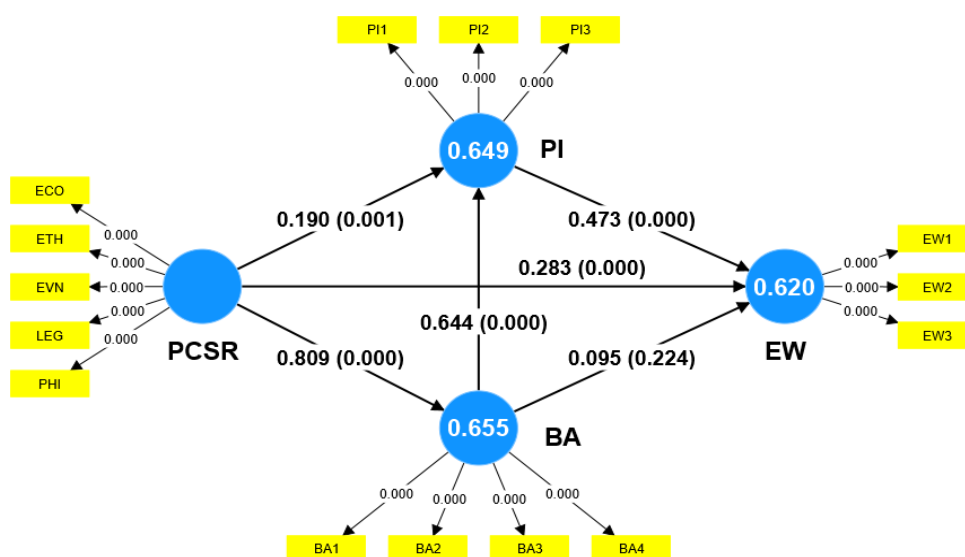 PI1 PI2 PI3
0.000 0.000 0.000
0.649 PI
ECO
0.000
ETH
0.000
EVN
0.000
LEG
0.000
PHI
0.000
PCSR
0.190 (0.001)
0.473 (0.000)
0.283 (0.000)
0.644 (0.000)
0.809 (0.000)
0.095 (0.224)
0.620
EW
0.000 EW1
0.000 EW2
0.000 EW3
0.655 BA
0.000 0.000 0.000 0.000
BA1 BA2 BA3 BA4